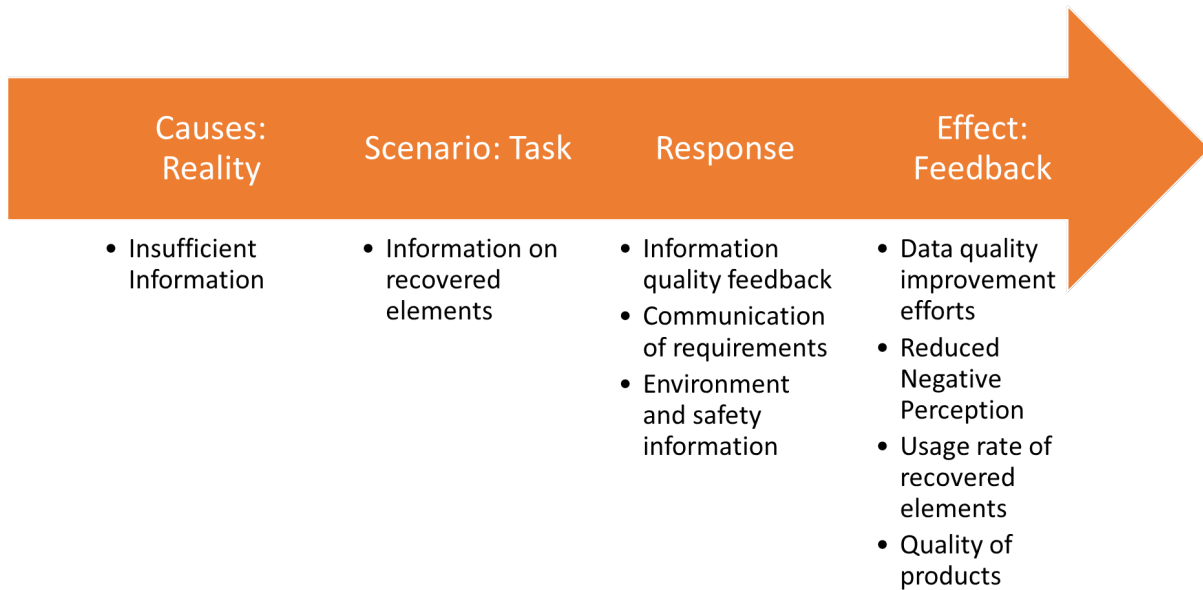 Causes:
Reality
Scenario: Task
Response
Effect:
Feedback
• Insufficient
Information
• Information on
recovered
elements
• Information
quality feedback
• Communication
of requirements
• Environment
and safety
information
• Data quality
improvement
efforts
• Reduced
Negative
Perception
• Usage rate of
recovered
elements
• Quality of
products